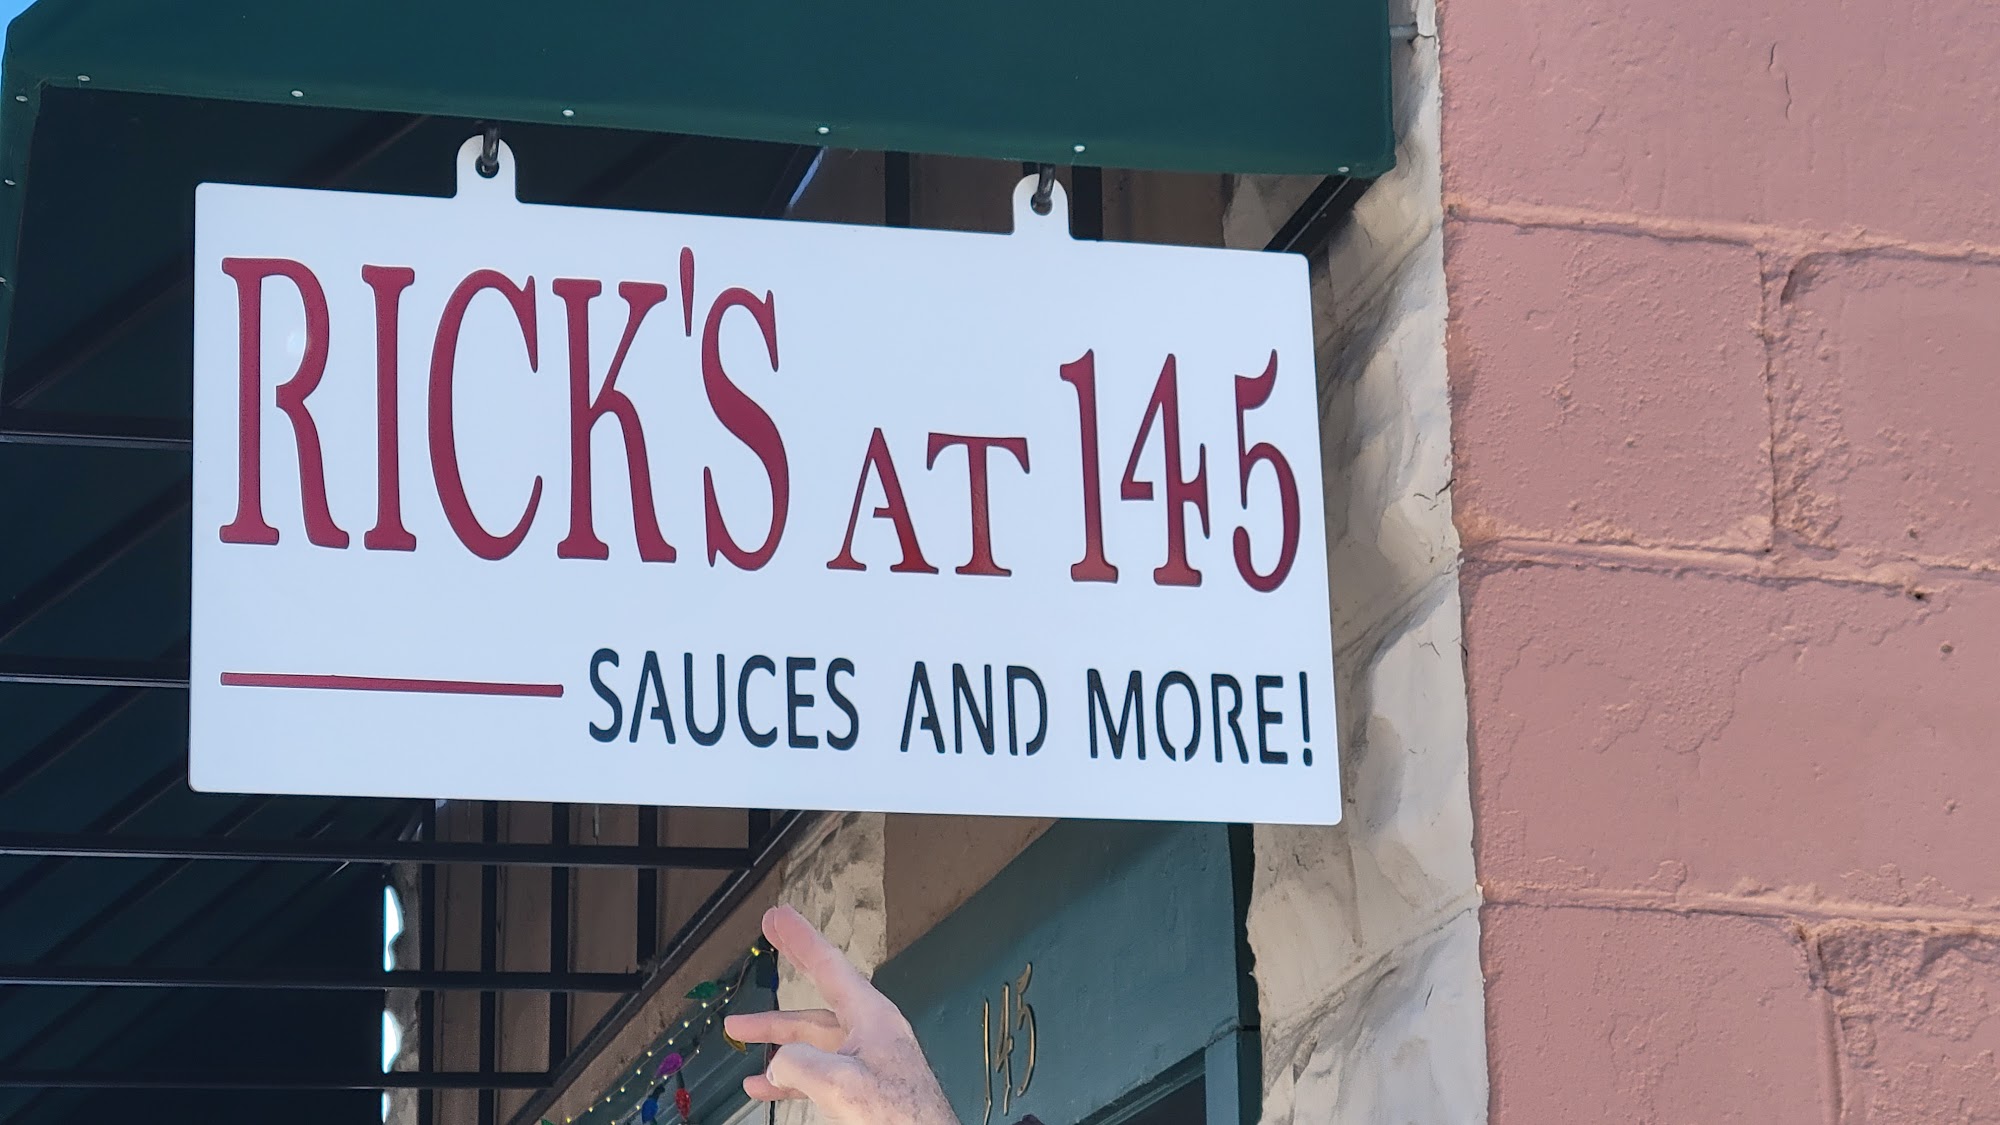 RICK'S AT 145
SAUCES AND MORE!
145